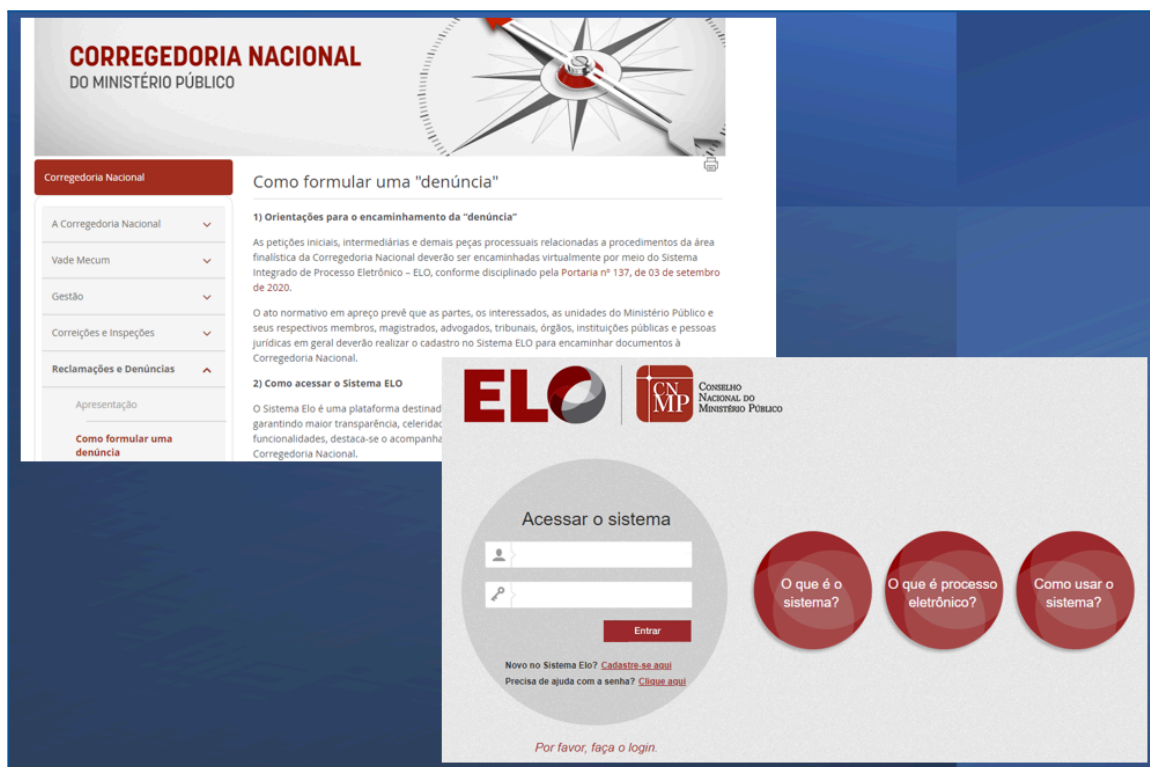 CORREGEDORIA NACIONAL
DO MINISTÉRIO PÚBLICO
Corregedoria Nacional
A Corregedoria Nacional
Vade Mecum
Gestão
Correições e Inspeções
Reclamações e Denúncias
Apresentação
Como formular uma
denúncia
Como formular uma "denúncia"
1) Orientações para o encaminhamento da "denúncia"
As petições iniciais, intermediárias e demais peças processuais relacionadas a procedimentos da área
finalística da Corregedoria Nacional deverão ser encaminhadas virtualmente por meio do Sistema
Integrado de Processo Eletrônico – ELO, conforme disciplinado pela Portaria nº 137, de 03 de setembro
de 2020.
O ato normativo em apreço prevê que as partes, os interessados, as unidades do Ministério Público e
seus respectivos membros, magistrados, advogados, tribunais, órgãos, instituições públicas e pessoas
jurídicas em geral deverão realizar o cadastro no Sistema ELO para encaminhar documentos à
Corregedoria Nacional.
2) Como acessar o Sistema ELO
O Sistema Elo é uma plataforma
garantindo maior transparência,
funcionalidades, destaca-se o
Corregedoria Nacional.
ELO
CN
MP
CONSELHO
NACIONAL DO
MINISTÉRIO PÚBLICO
Acessar o sistema
Entrar
Novo no Sistema Elo? Cadastre-se aqui
Precisa de ajuda com a senha? Clique aqui
Por favor, faça o login.
O que é o
sistema?
O que é processo
eletrônico?
Como usar o
sistema?